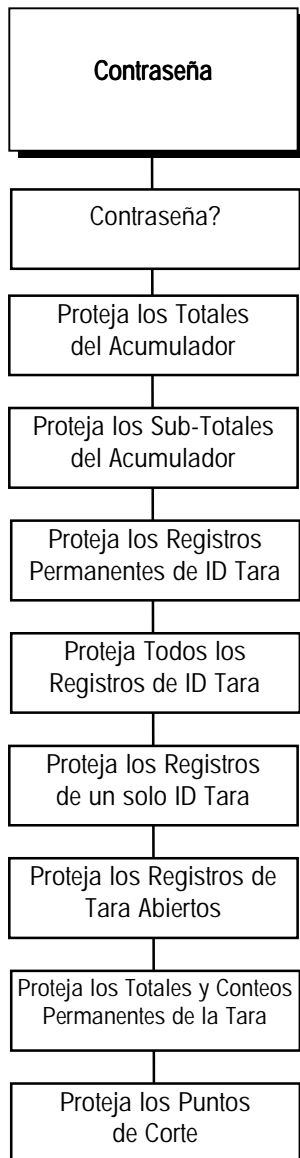 Contraseña
Contraseña?
Proteja los Totales
del Acumulador
Proteja los Sub-Totales
del Acumulador
Proteja los Registros
Permanentes de ID Tara
Proteja Todos los
Registros de ID Tara
Proteja los Registros
de un solo ID Tara
Proteja los Registros de
Tara Abiertos
Proteja los Totales y Conteos
Permanentes de la Tara
Proteja los Puntos
de Corte